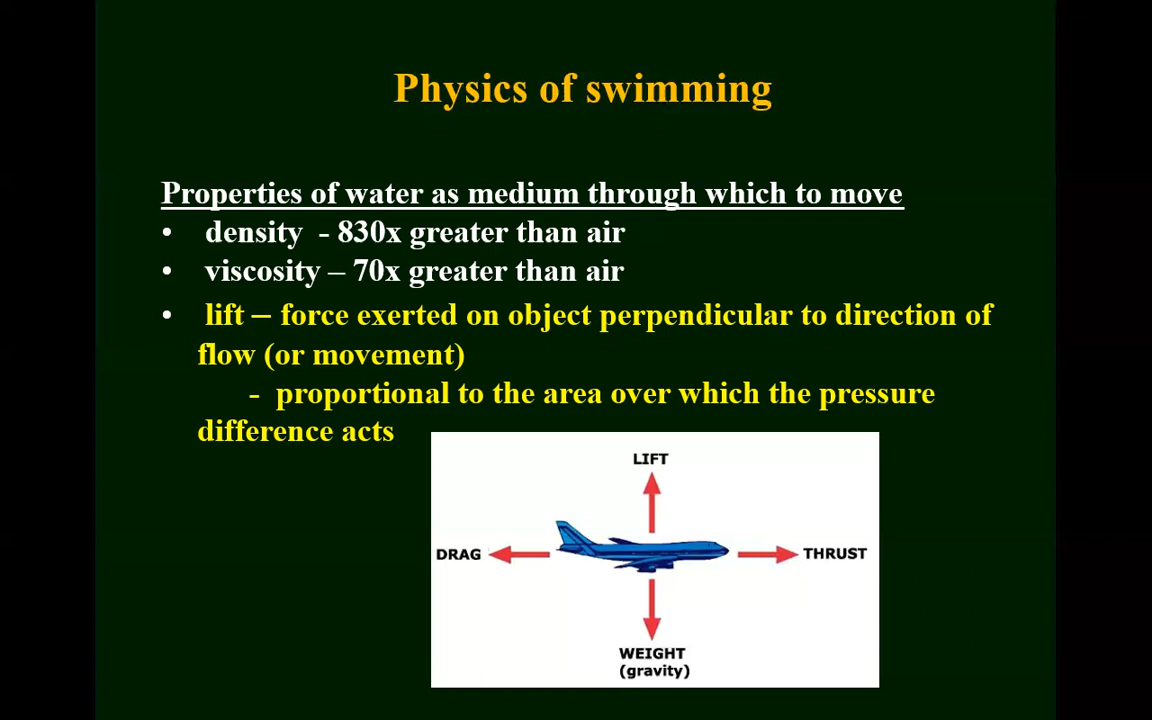 Physics of swimming
Properties of water as medium through which to move
• density - 830x greater than air
• viscosity – 70x greater than air
• lift – force exerted on object perpendicular to direction of
flow (or movement)
- proportional to the area over which the pressure
difference acts
LIFT
DRAG
THRUST
WEIGHT
(gravity)